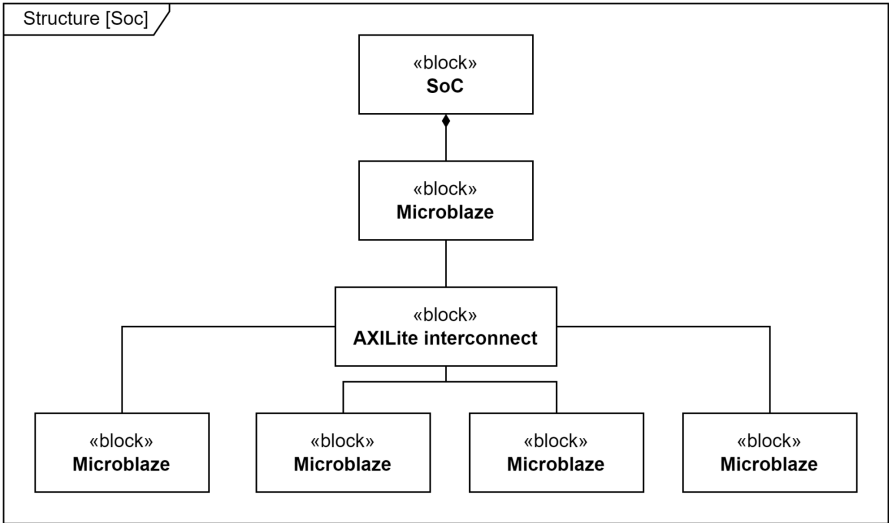 Structure [Soc]
«block»
SoC
«block»
Microblaze
«block»
AXILite interconnect
«block»
Microblaze
«block»
Microblaze
«block»
Microblaze
«block»
Microblaze